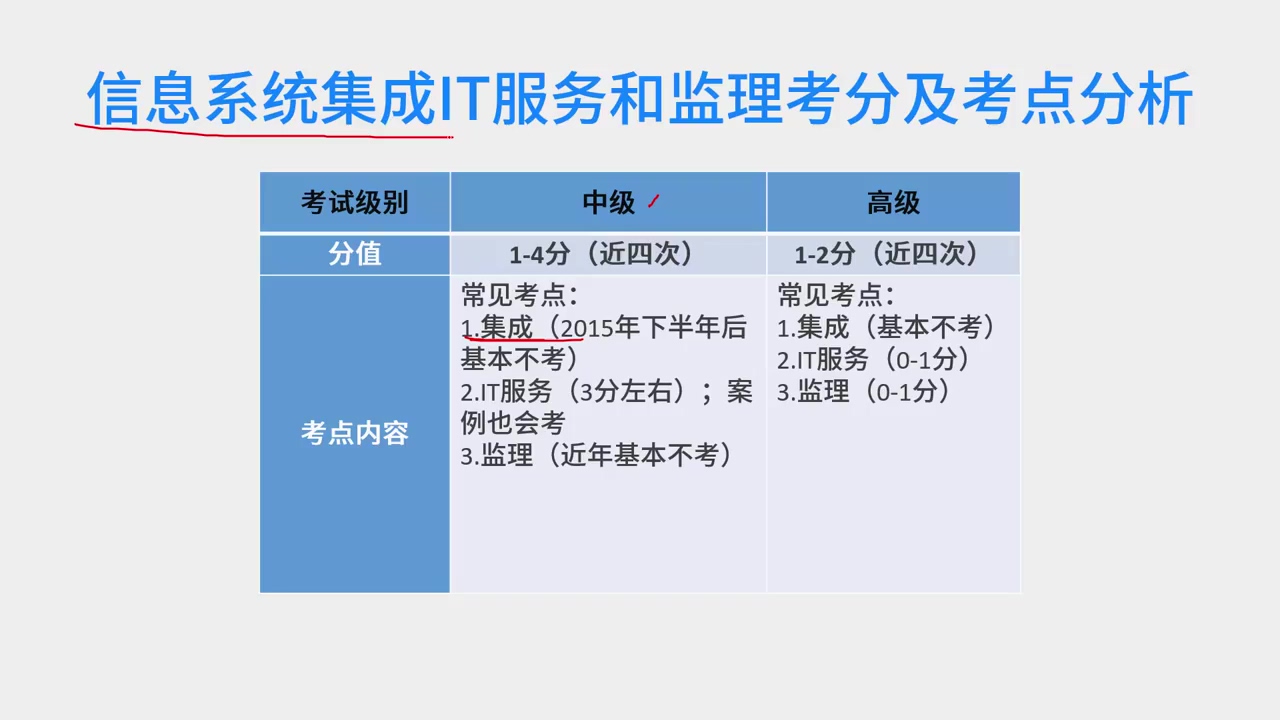 信息系统集成IT服务和监理考分及考点分析
考试级别
中级
高级
分值
1-4分（近四次）
1-2分（近四次）
考点内容
常见考点：
1.集成（2015年下半年后
基本不考）
2.IT服务（3分左右）；案
例也会考
3.监理（近年基本不考）
常见考点：
1.集成（基本不考）
2.IT服务（0-1分）
3.监理（0-1分）